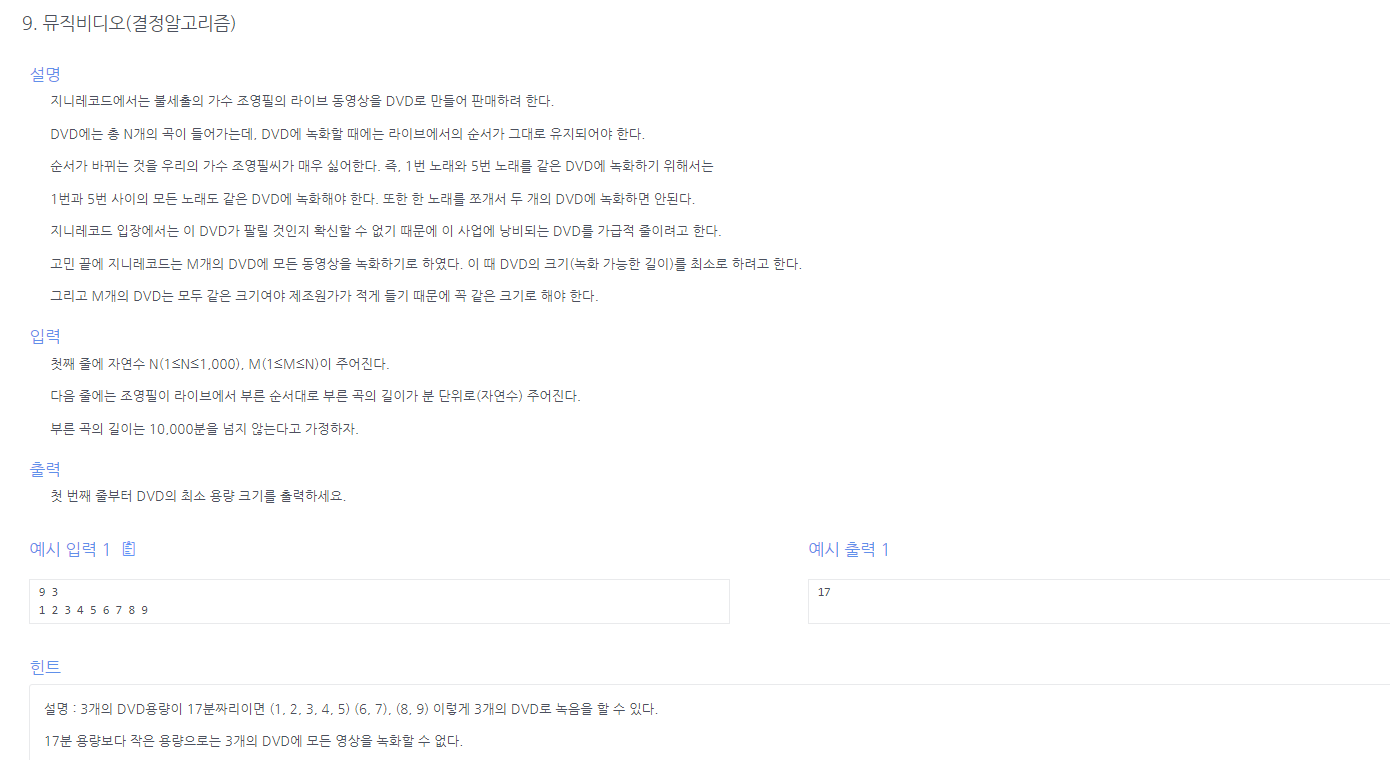 9. 뮤직비디오(결정알고리즘)
설명
지니레코드에서는 불세출의 가수 조영필의 라이브 동영상을 DVD로 만들어 판매하려 한다.
DVD에는 총 N개의 곡이 들어가는데, DVD에 녹화할 때에는 라이브에서의 순서가 그대로 유지되어야 한다.
순서가 바뀌는 것을 우리의 가수 조영필씨가 매우 싫어한다. 즉, 1번 노래와 5번 노래를 같은 DVD에 녹화하기 위해서는
1번과 5번 사이의 모든 노래도 같은 DVD에 녹화해야 한다. 또한 한 노래를 쪼개서 두 개의 DVD에 녹화하면 안된다.
지니레코드 입장에서는 이 DVD가 팔릴 것인지 확신할 수 없기 때문에 이 사업에 낭비되는 DVD를 가급적 줄이려고 한다.
고민 끝에 지니레코드는 M개의 DVD에 모든 동영상을 녹화하기로 하였다. 이 때 DVD의 크기(녹화 가능한 길이)를 최소로 하려고 한다.
그리고 M개의 DVD는 모두 같은 크기여야 제조원가가 적게 들기 때문에 꼭 같은 크기로 해야 한다.
입력
첫째 줄에 자연수 N(1≤N≤1,000), M(1≤M≤N)이 주어진다.
다음 줄에는 조영필이 라이브에서 부른 순서대로 부른 곡의 길이가 분 단위로(자연수) 주어진다.
부른 곡의 길이는 10,000분을 넘지 않는다고 가정하자.
출력
첫 번째 줄부터 DVD의 최소 용량 크기를 출력하세요.
예시 입력 1
9 3
1 2 3 4 5 6 7 8 9
예시 출력 1
17
힌트
설명 : 3개의 DVD용량이 17분짜리이면 (1, 2, 3, 4, 5) (6, 7), (8, 9) 이렇게 3개의 DVD로 녹음을 할 수 있다.
17분 용량보다 작은 용량으로는 3개의 DVD에 모든 영상을 녹화할 수 없다.